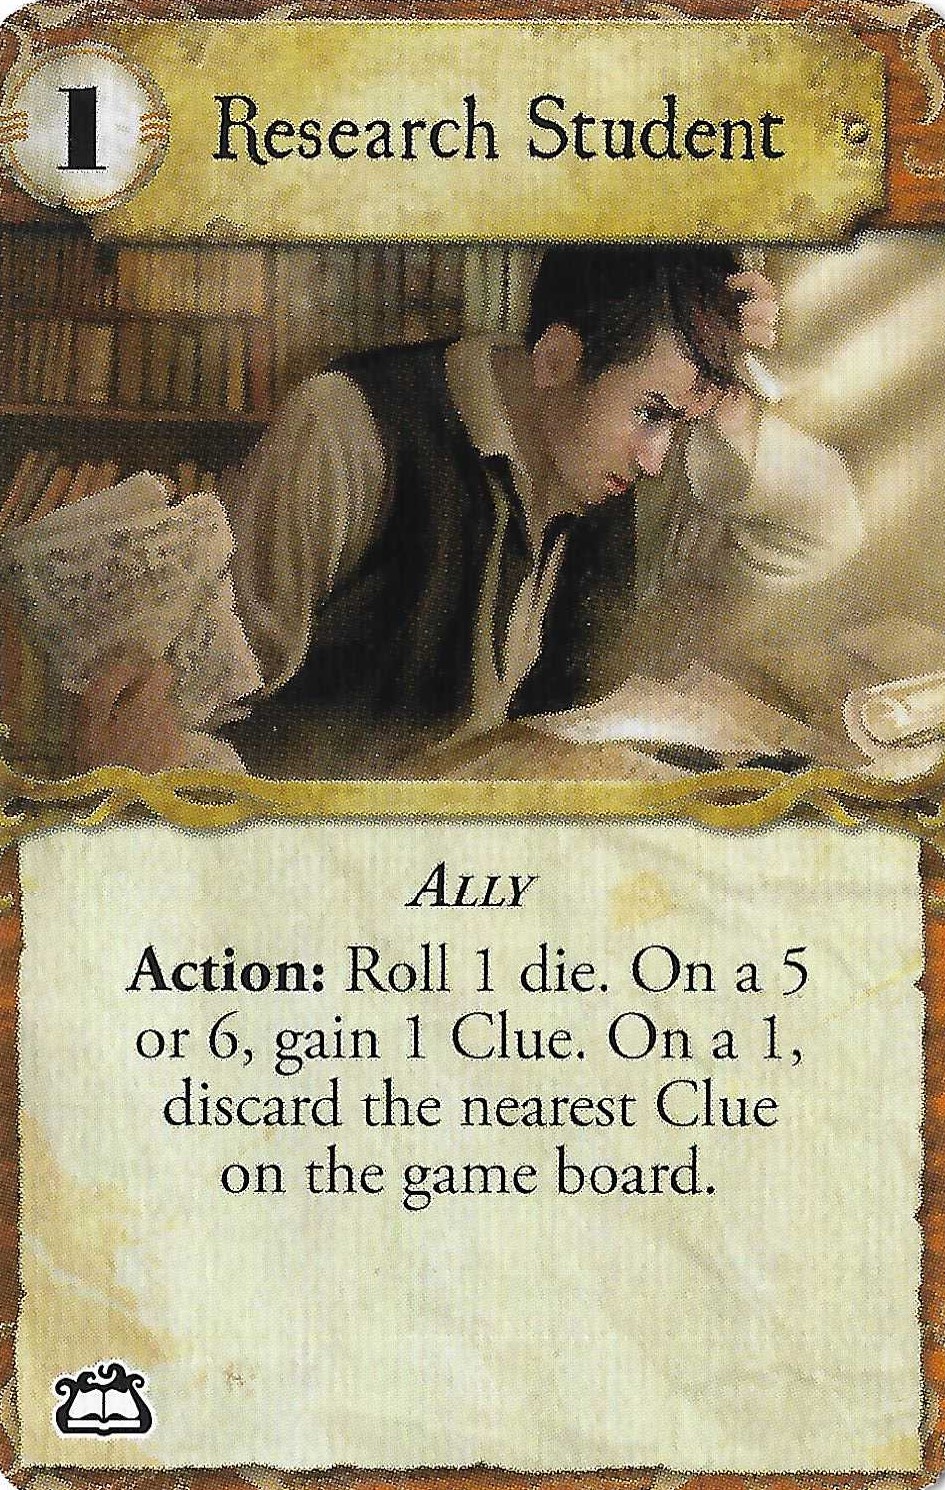 1
Research Student
ALLY
Action: Roll 1 die. On a 5
or 6, gain 1 Clue. On a 1,
discard the nearest Clue
on the game board.